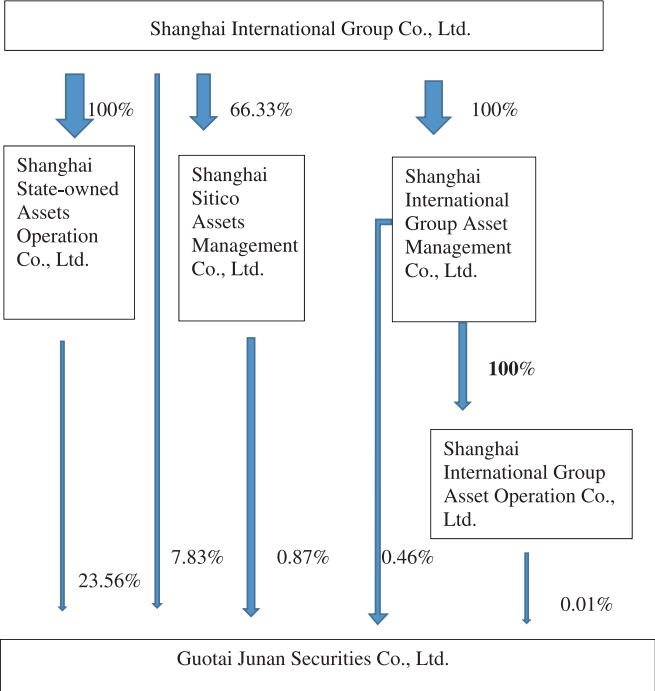 Shanghai International Group Co., Ltd.
100%
66.33%
100%
Shanghai
State-owned
Assets
Operation
Co., Ltd.
Shanghai
Sitico
Assets
Management
Co., Ltd.
Shanghai
International
Group Asset
Management
Co., Ltd.
100%
Shanghai
International Group
Asset Operation Co.,
Ltd.
23.56%
7.83%
0.87%
0.46%
0.01%
Guotai Junan Securities Co., Ltd.